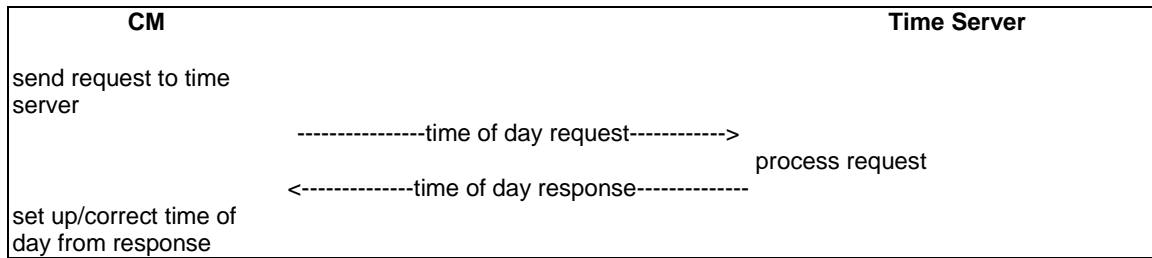 CM Time Server
send request to time
server
----------------time of day request------------>
process request
<--------------time of day response--------------
set up/correct time of
day from response